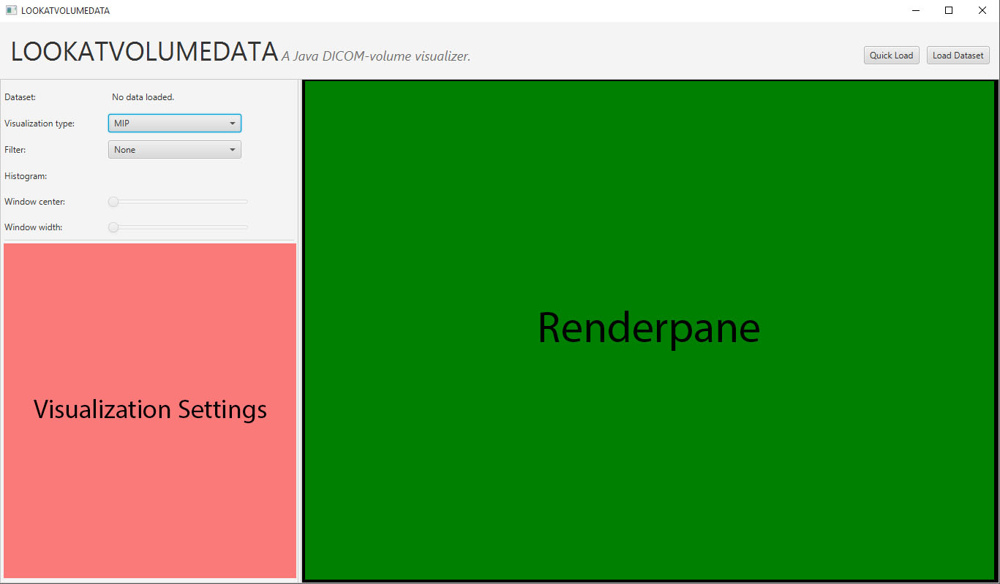 LOOKATVOLUMEDATA
LOOKATVOLUMEDATA A Java DICOM-volume visualizer.
Quick Load Load Dataset
Dataset: No data loaded.
Visualization type: MIP
Filter: None
Histogram:
Window center:
Window width:
Visualization Settings
Renderpane